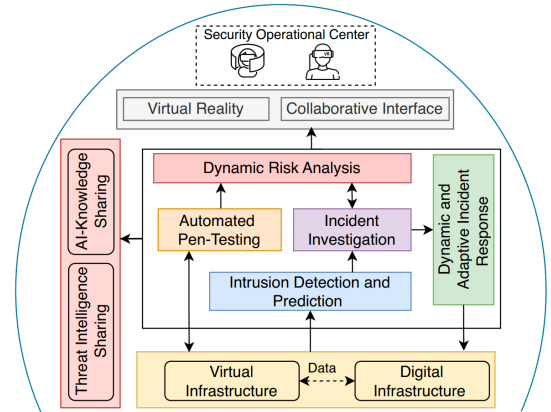 Security Operational Center
VR
Virtual Reality
Collaborative Interface
AI-Knowledge
Sharing
Threat Intelligence
Sharing
Dynamic Risk Analysis
Automated
Pen-Testing
Incident
Investigation
Dynamic and
Adaptive Incident
Response
Intrusion Detection and
Prediction
Virtual
Infrastructure
Data
Digital
Infrastructure